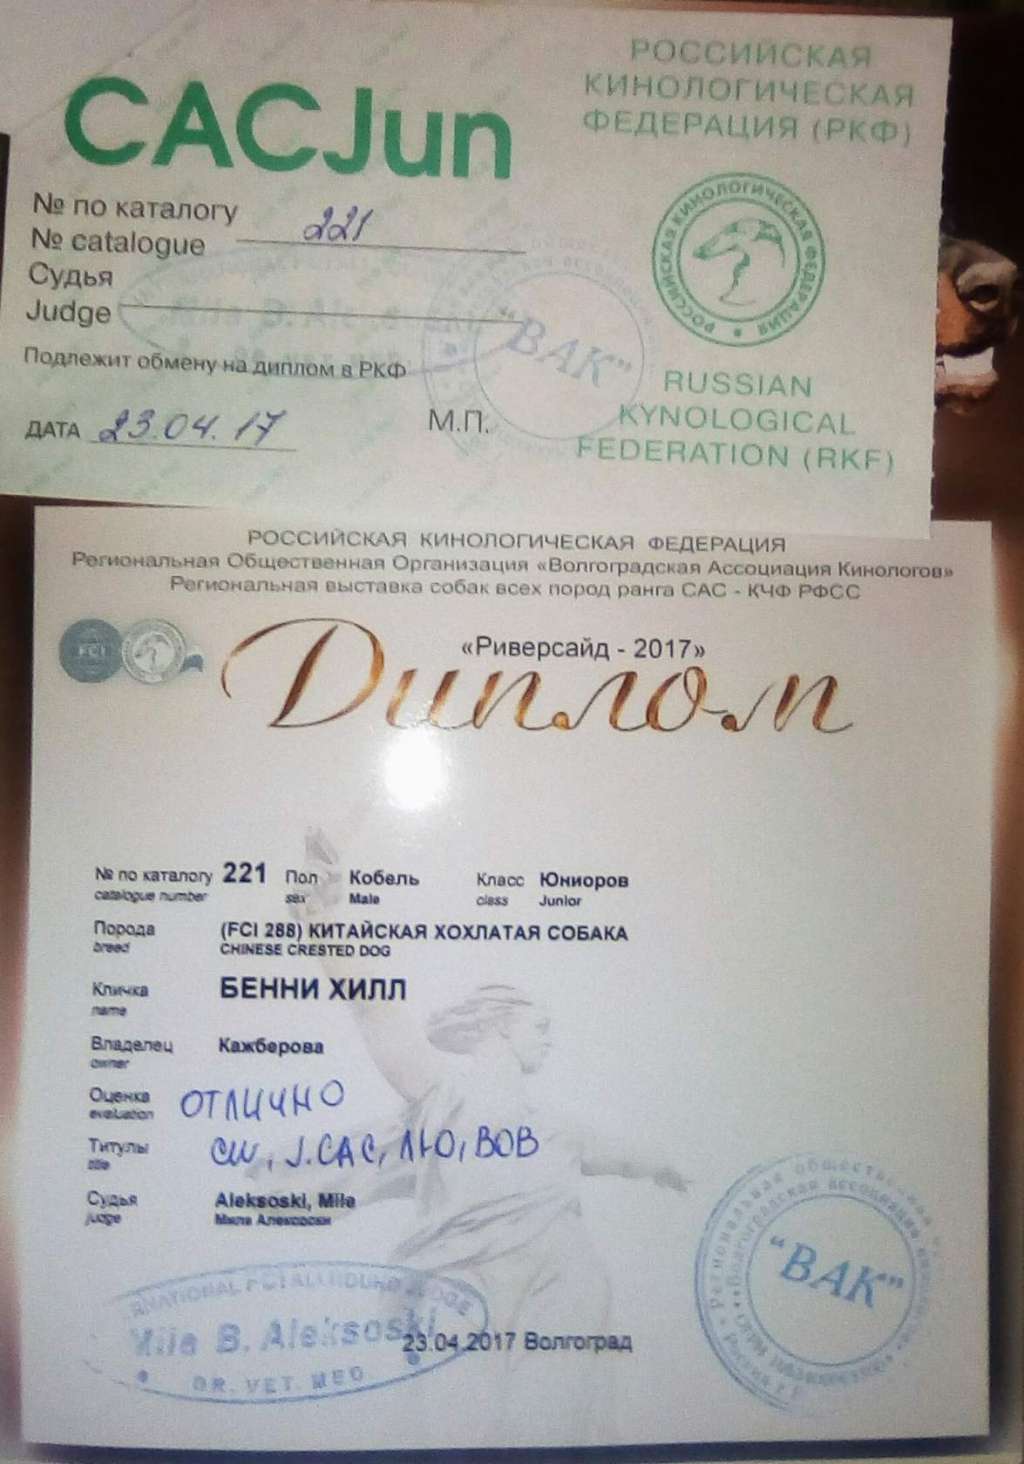 CACJun
РОССИЙСКАЯ
КИНОЛОГИЧЕСКАЯ
ФЕДЕРАЦИЯ (РКФ)
№ по каталогу
№ catalogue
221
Судья
Judge
Подлежит обмену на диплом в РКФ
ДАТА 23.04.17
М.П.
"ВАК"
РОССИЙСКАЯ КИНОЛОГИЧЕСКАЯ ФЕДЕРАЦИЯ
RUSSIAN
KYNOLOGICAL
FEDERATION (RKF)
РОССИЙСКАЯ КИНОЛОГИЧЕСКАЯ ФЕДЕРАЦИЯ
Региональная Общественная Организация «Волгоградская Ассоциация Кинологов»
Региональная выставка собак всех пород ранга САС - КЧФ РФСС
FCI
«Риверсайд - 2017»
Диплом
№ по каталогу 221 Пол Кобель Класс Юниоров
catalogue number sex Male class Junior
Порода (FCI 288) КИТАЙСКАЯ ХОХЛАТАЯ СОБАКА
breed CHINESE CRESTED DOG
Кличка БЕННИ ХИЛЛ
name
Владелец Кажберова
owner
Оценка ОТЛИЧНО
evaluation
Титулы CW, J.CAC, ЛЮ, BOB
title
Судья Aleksoski, Mile
judge Миле Алексоски
Mile B. Aleksoski
DR. VET. MED
23.04.2017 Волгоград
"ВАК"